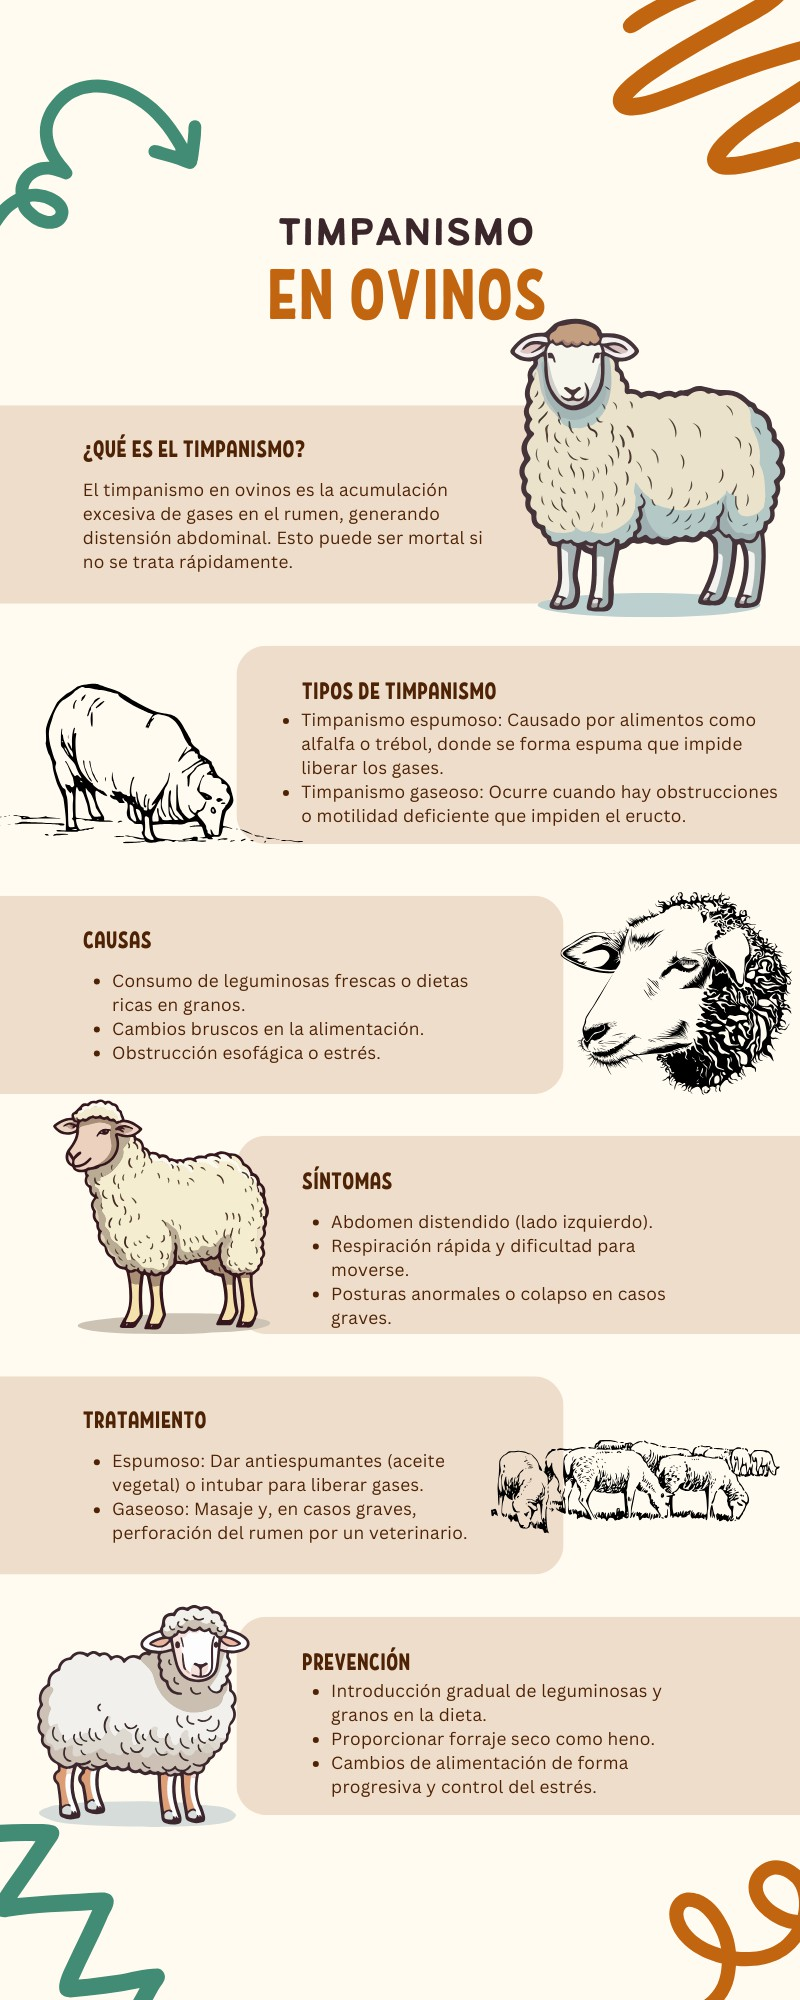 TIMPANISMO
EN OVINOS
¿QUÉ ES EL TIMPANISMO?
El timpanismo en ovinos es la acumulación
excesiva de gases en el rumen, generando
distensión abdominal. Esto puede ser mortal si
no se trata rápidamente.
TIPOS DE TIMPANISMO
• Timpanismo espumoso: Causado por alimentos como
alfalfa o trébol, donde se forma espuma que impide
liberar los gases.
• Timpanismo gaseoso: Ocurre cuando hay obstrucciones
o motilidad deficiente que impiden el eructo.
CAUSAS
• Consumo de leguminosas frescas o dietas
ricas en granos.
• Cambios bruscos en la alimentación.
• Obstrucción esofágica o estrés.
SÍNTOMAS
• Abdomen distendido (lado izquierdo).
• Respiración rápida y dificultad para
moverse.
• Posturas anormales o colapso en casos
graves.
TRATAMIENTO
• Espumoso: Dar antiespumantes (aceite
vegetal) o intubar para liberar gases.
• Gaseoso: Masaje y, en casos graves,
perforación del rumen por un veterinario.
PREVENCIÓN
• Introducción gradual de leguminosas y
granos en la dieta.
• Proporcionar forraje seco como heno.
• Cambios de alimentación de forma
progresiva y control del estrés.